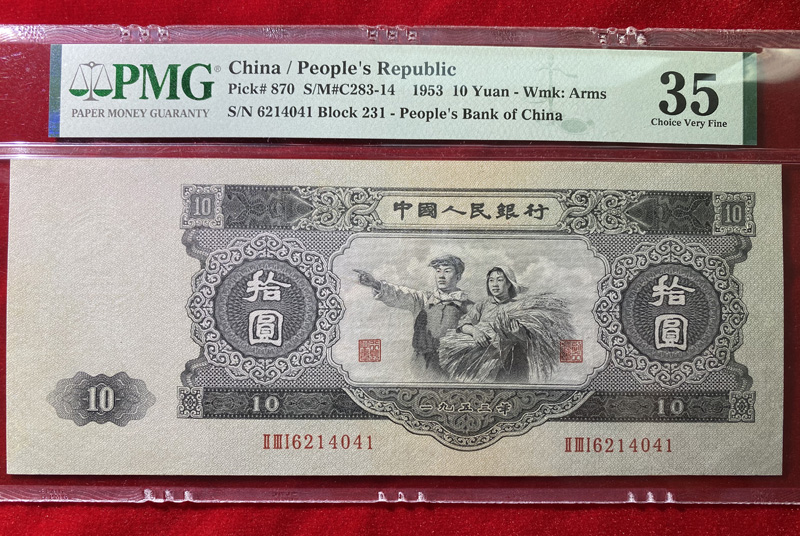 PMG®
PAPER MONEY GUARANTY
China / People's Republic
Pick# 870 S/M#C283-14 1953 10 Yuan - Wmk: Arms
S/N 6214041 Block 231 - People's Bank of China
35
Choice Very Fine
10
中國人民銀行
10
拾圓
拾圓
10
10
一九五三年
10
ⅡⅢⅠ6214041
ⅡⅢⅠ6214041